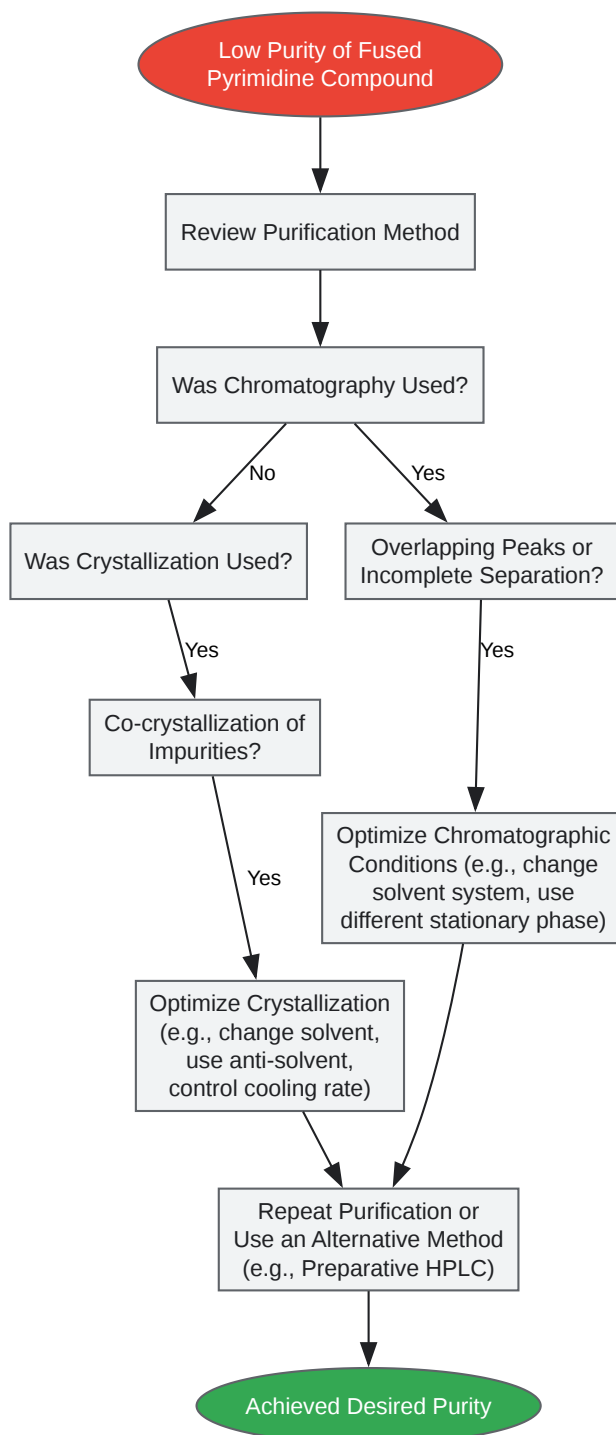 Low Purity of Fused
Pyrimidine Compound
Review Purification Method
Was Chromatography Used?
No
Yes
Was Crystallization Used?
Overlapping Peaks or
Incomplete Separation?
Yes
Yes
Co-crystallization of
Impurities?
Optimize Chromatographic
Conditions (e.g., change
solvent system, use
different stationary phase)
Yes
Optimize Crystallization
(e.g., change solvent,
use anti-solvent,
control cooling rate)
Repeat Purification or
Use an Alternative Method
(e.g., Preparative HPLC)
Achieved Desired Purity